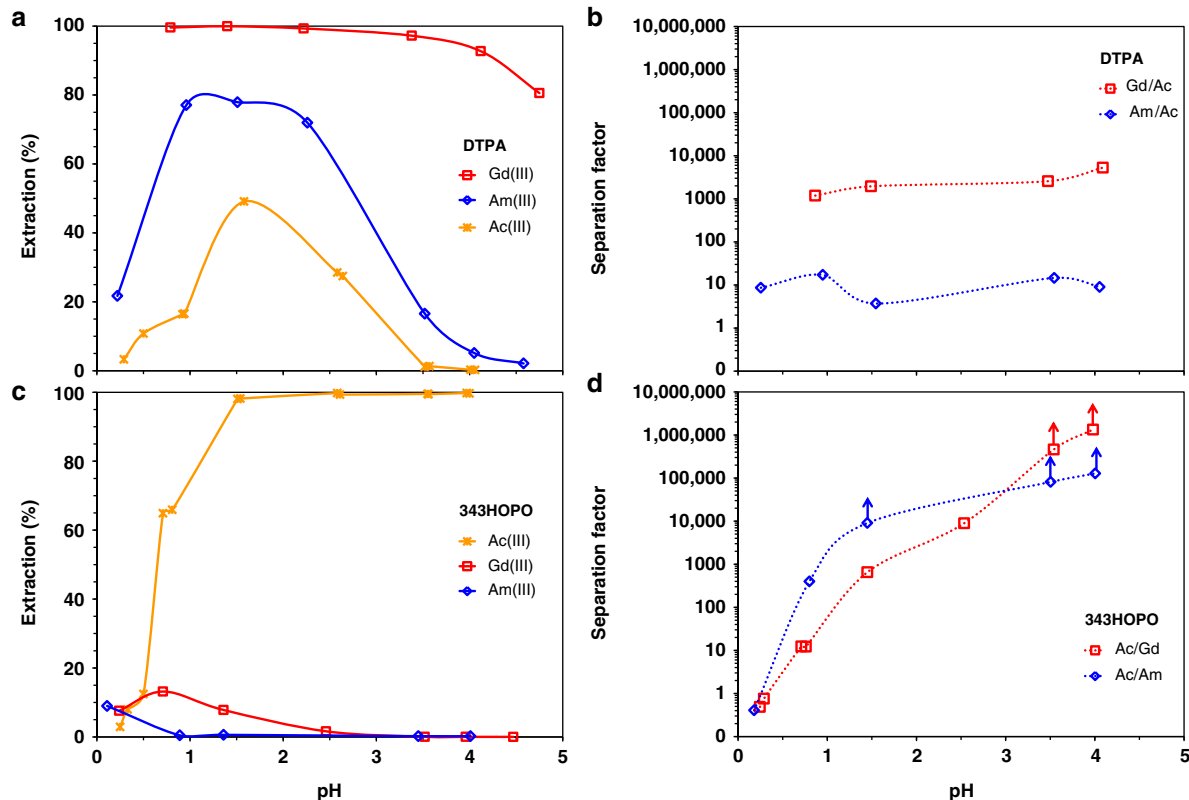 a
100
80
60
40
20
0
Extraction (%)
DTPA
Gd(III)
Am(III)
Ac(III)
b
10,000,000
1,000,000
100,000
10,000
1000
100
10
1
0
Separation factor
DTPA
Gd/Ac
Am/Ac
c
100
80
60
40
20
0
Extraction (%)
343HOPO
Ac(III)
Gd(III)
Am(III)
0 1 2 3 4 5
pH
d
10,000,000
1,000,000
100,000
10,000
1000
100
10
1
0
Separation factor
343HOPO
Ac/Gd
Ac/Am
0 1 2 3 4 5
pH